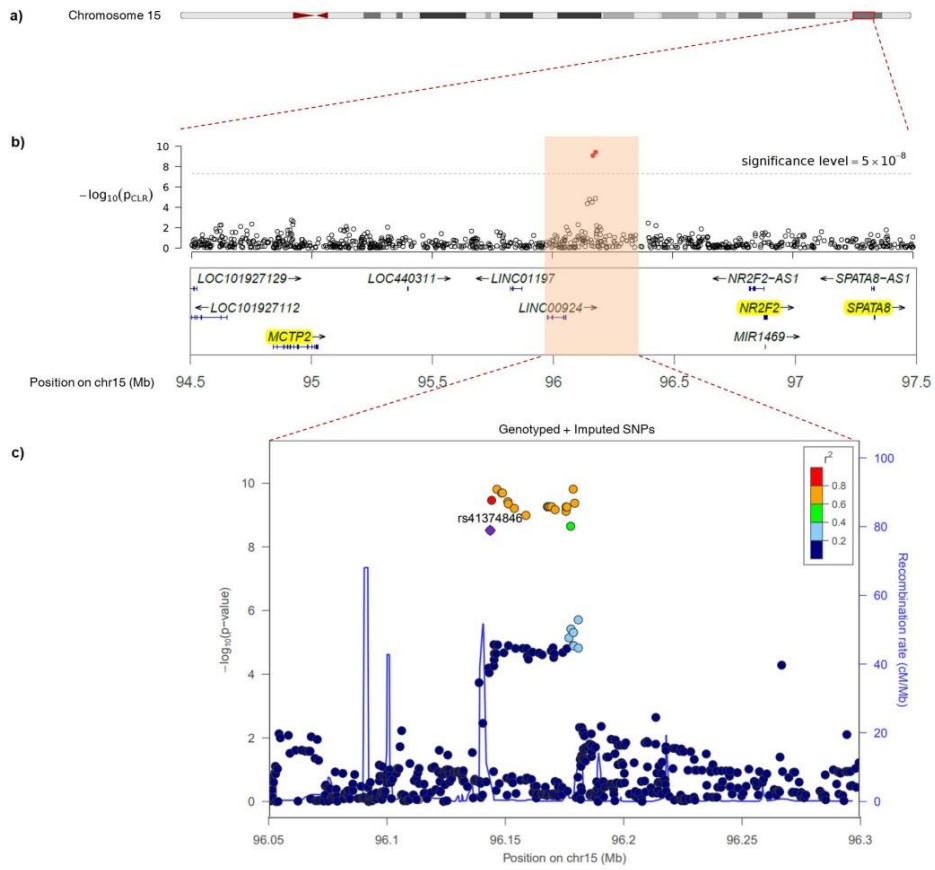 a)
Chromosome 15
b)
10
8
6
4
2
0
−log10(pCLR)
significance level = 5 × 10−8
LOC101927129→
LOC440311→
←LINC01197
←NR2F2−AS1
←SPATA8−AS1
←LOC101927112
LINC00924→
NR2F2→
SPATA8→
MCTP2→
MIR1469→
Position on chr15 (Mb)
94.5
95
95.5
96
96.5
97
97.5
c)
Genotyped + Imputed SNPs
10
8
6
4
2
0
−log10(p−value)
rs41374846
r2
0.8
0.6
0.4
0.2
100
80
60
40
20
0
Recombination rate (cM/Mb)
96.05
96.1
96.15
96.2
96.25
96.3
Position on chr15 (Mb)